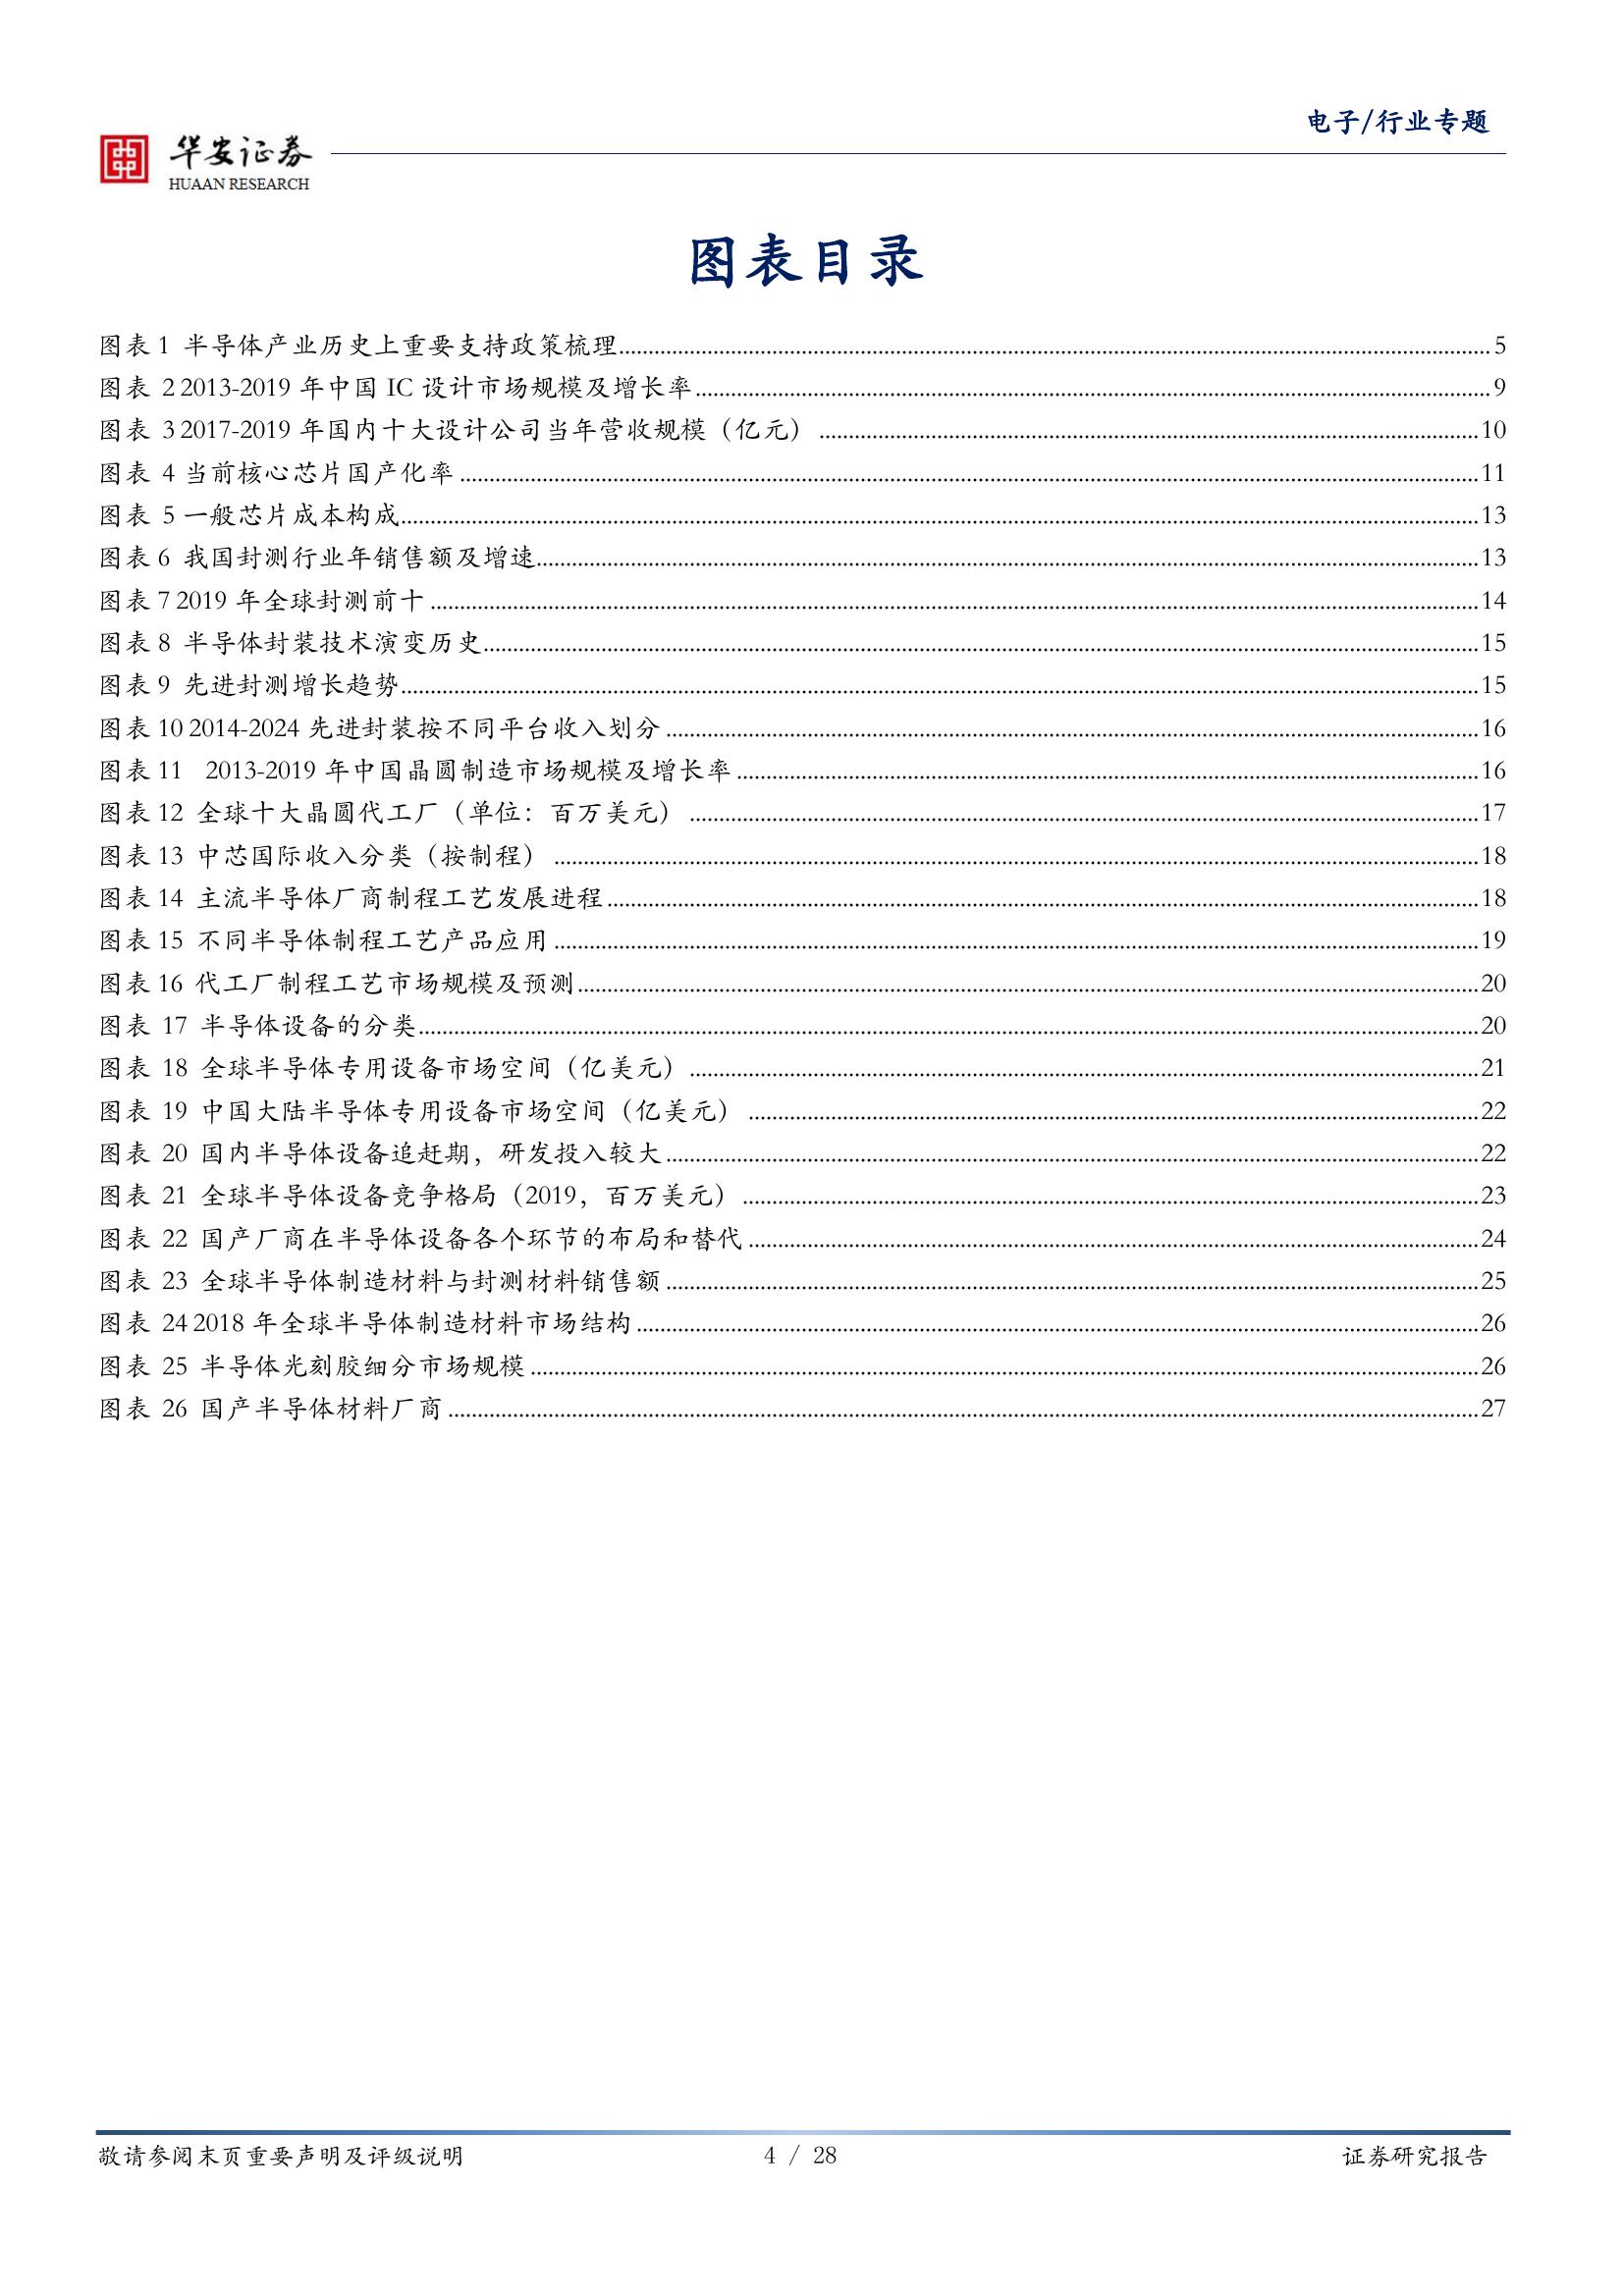 电子/行业专题
华安证券
HUAAN RESEARCH
图表目录
图表 1 半导体产业历史上重要支持政策梳理 5
图表 2 2013-2019 年中国 IC 设计市场规模及增长率 9
图表 3 2017-2019 年国内十大设计公司当年营收规模（亿元） 10
图表 4 当前核心芯片国产化率 11
图表 5 一般芯片成本构成 13
图表 6 我国封测行业年销售额及增速 13
图表 7 2019 年全球封测前十 14
图表 8 半导体封装技术演变历史 15
图表 9 先进封测增长趋势 15
图表 10 2014-2024 先进封装按不同平台收入划分 16
图表 11 2013-2019 年中国晶圆制造市场规模及增长率 16
图表 12 全球十大晶圆代工厂（单位：百万美元） 17
图表 13 中芯国际收入分类（按制程） 18
图表 14 主流半导体厂商制程工艺发展进程 18
图表 15 不同半导体制程工艺产品应用 19
图表 16 代工厂制程工艺市场规模及预测 20
图表 17 半导体设备的分类 20
图表 18 全球半导体专用设备市场空间（亿美元） 21
图表 19 中国大陆半导体专用设备市场空间（亿美元） 22
图表 20 国内半导体设备追赶期，研发投入较大 22
图表 21 全球半导体设备竞争格局（2019，百万美元） 23
图表 22 国产厂商在半导体设备各个环节的布局和替代 24
图表 23 全球半导体制造材料与封测材料销售额 25
图表 24 2018 年全球半导体制造材料市场结构 26
图表 25 半导体光刻胶细分市场规模 26
图表 26 国产半导体材料厂商 27
敬请参阅末页重要声明及评级说明 4 / 28 证券研究报告